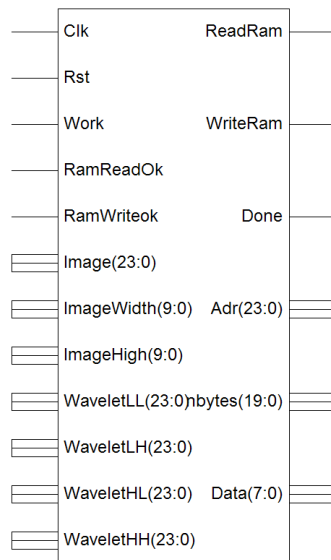 Clk ReadRam
Rst
Work WriteRam
RamReadOk
RamWriteok Done
Image(23:0)
ImageWidth(9:0) Adr(23:0)
ImageHigh(9:0)
WaveletLL(23:0) nbytes(19:0)
WaveletLH(23:0)
WaveletHL(23:0) Data(7:0)
WaveletHH(23:0)